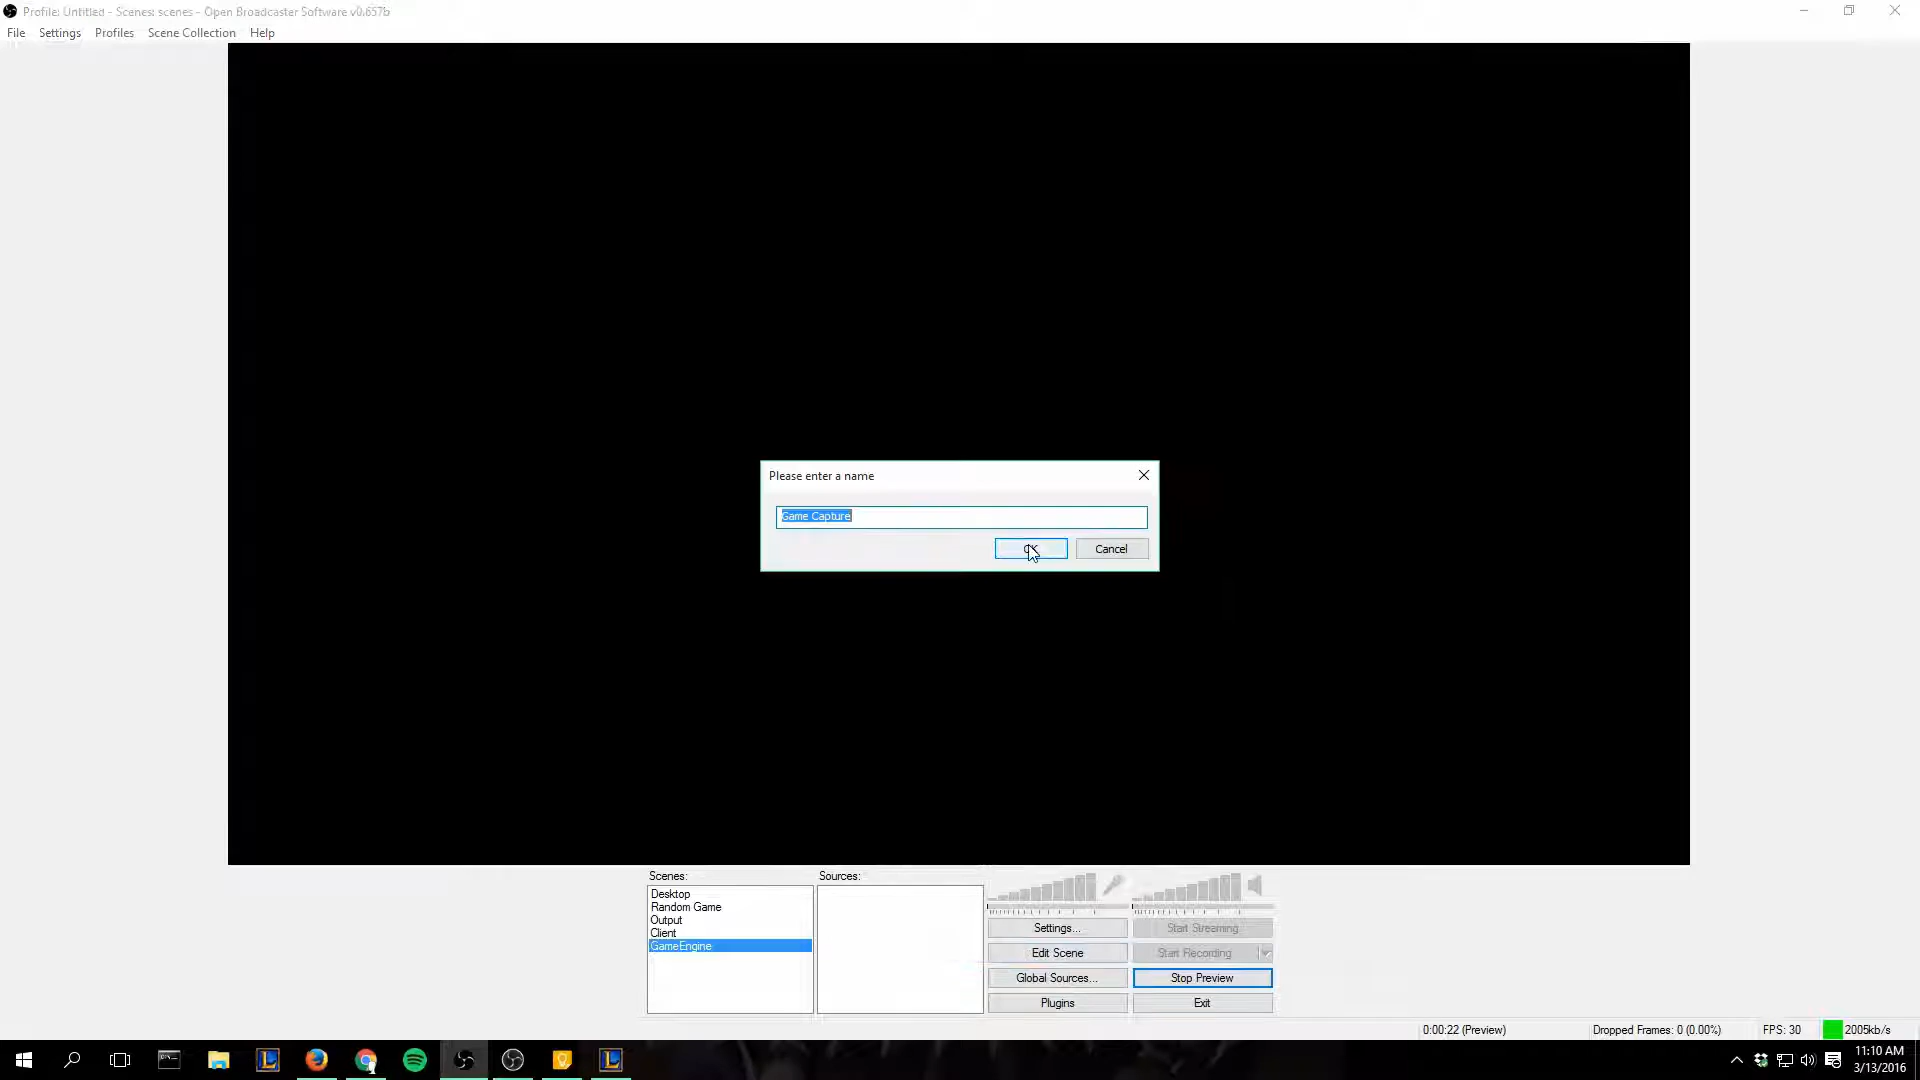 Profile: Untitled - Scenes: scenes - Open Broadcaster Software v0.657b
File Settings Profiles Scene Collection Help
Please enter a name
Game Capture
Cancel
Scenes:
Sources:
Desktop
Random Game
Output
Client
GameEngine
Settings...
Start Streaming
Edit Scene
Start Recording
Global Sources...
Stop Preview
Plugins
Exit
0:00:22 (Preview)
Dropped Frames: 0 (0.00%)
FPS: 30
2005kb/s
11:10 AM
3/13/2016